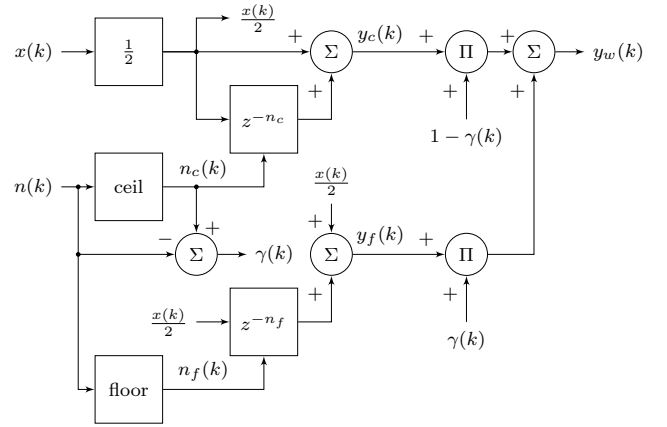 x(k)/2
x(k)
1/2
+
Σ
y_c(k)
+
Π
+
Σ
y_w(k)
+
+
+
z^{-n_c}
1 − γ(k)
n(k)
ceil
n_c(k)
x(k)/2
−
+
Σ
γ(k)
+
Σ
y_f(k)
+
Π
+
+
x(k)/2
z^{-n_f}
γ(k)
floor
n_f(k)